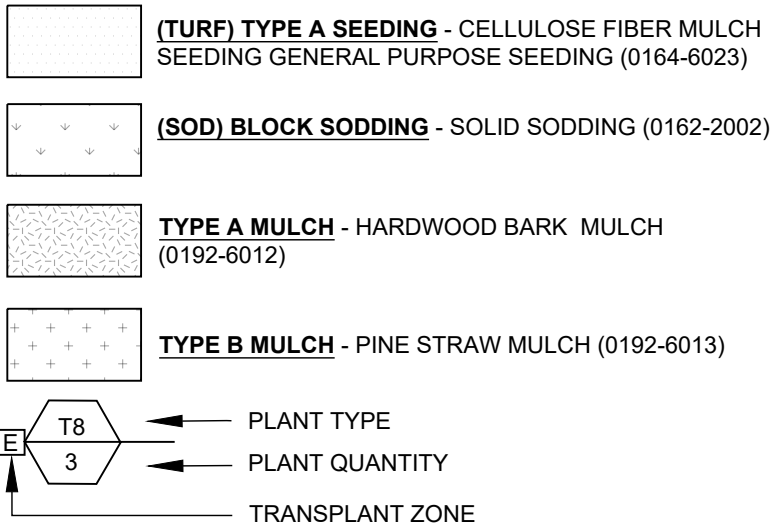 (TURF) TYPE A SEEDING - CELLULOSE FIBER MULCH
SEEDING GENERAL PURPOSE SEEDING (0164-6023)
(SOD) BLOCK SODDING - SOLID SODDING (0162-2002)
TYPE A MULCH - HARDWOOD BARK MULCH
(0192-6012)
TYPE B MULCH - PINE STRAW MULCH (0192-6013)
T8
PLANT TYPE
E
3
PLANT QUANTITY
TRANSPLANT ZONE